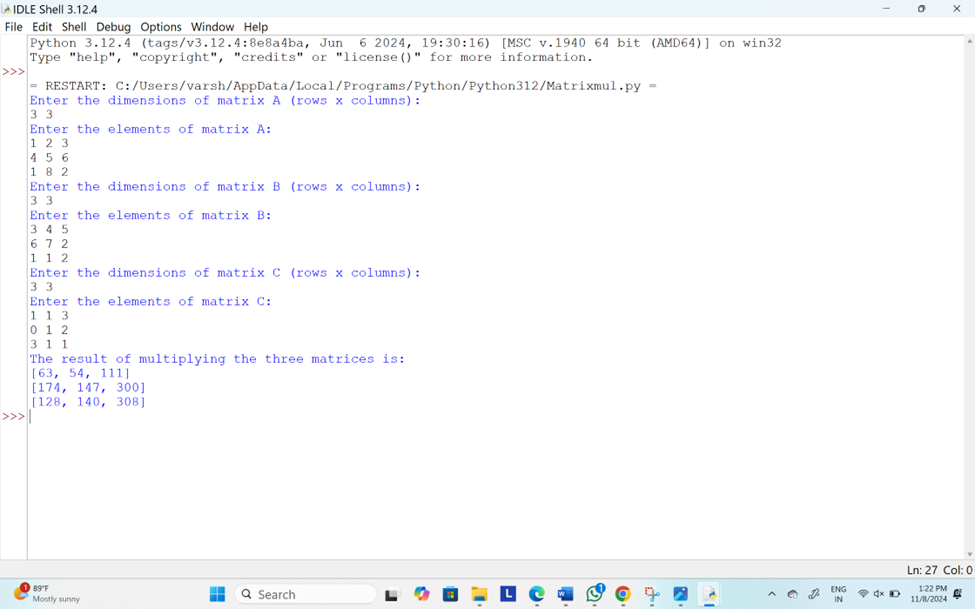 IDLE Shell 3.12.4
File Edit Shell Debug Options Window Help
Python 3.12.4 (tags/v3.12.4:8e8a4ba, Jun  6 2024, 19:30:16) [MSC v.1940 64 bit (AMD64)] on win32
Type "help", "copyright", "credits" or "license()" for more information.
>>>
= RESTART: C:/Users/varsh/AppData/Local/Programs/Python/Python312/Matrixmul.py =
Enter the dimensions of matrix A (rows x columns):
3 3
Enter the elements of matrix A:
1 2 3
4 5 6
1 8 2
Enter the dimensions of matrix B (rows x columns):
3 3
Enter the elements of matrix B:
3 4 5
6 7 2
1 1 2
Enter the dimensions of matrix C (rows x columns):
3 3
Enter the elements of matrix C:
1 1 3
0 1 2
3 1 1
The result of multiplying the three matrices is:
[63, 54, 111]
[174, 147, 300]
[128, 140, 308]
>>>
Ln: 27 Col: 0
1
89°F
Mostly sunny
Search
L
W
1
ENG
IN
1:22 PM
11/8/2024